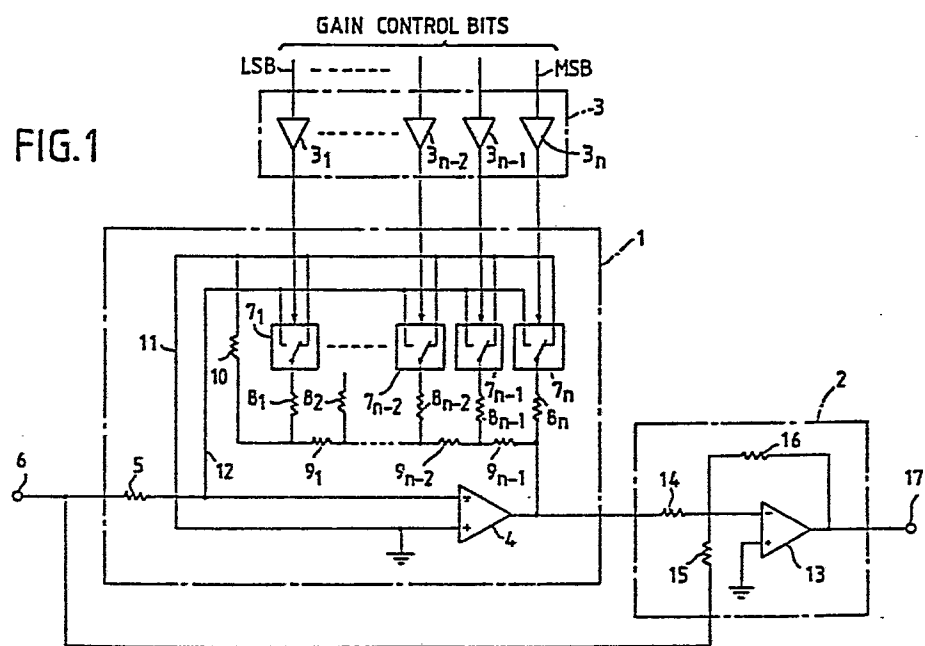 GAIN CONTROL BITS
LSB MSB
FIG.1
3
3₁ 3ₙ₋₂ 3ₙ₋₁ 3ₙ
1
7₁
11
10 8₁ 8₂ 7ₙ₋₂ 8ₙ₋₂ 7ₙ₋₁ 8ₙ₋₁ 7ₙ 8ₙ
2
6 5 12 9₁ 9ₙ₋₂ 9ₙ₋₁ 14 16 17
- +
4
- +
15 13